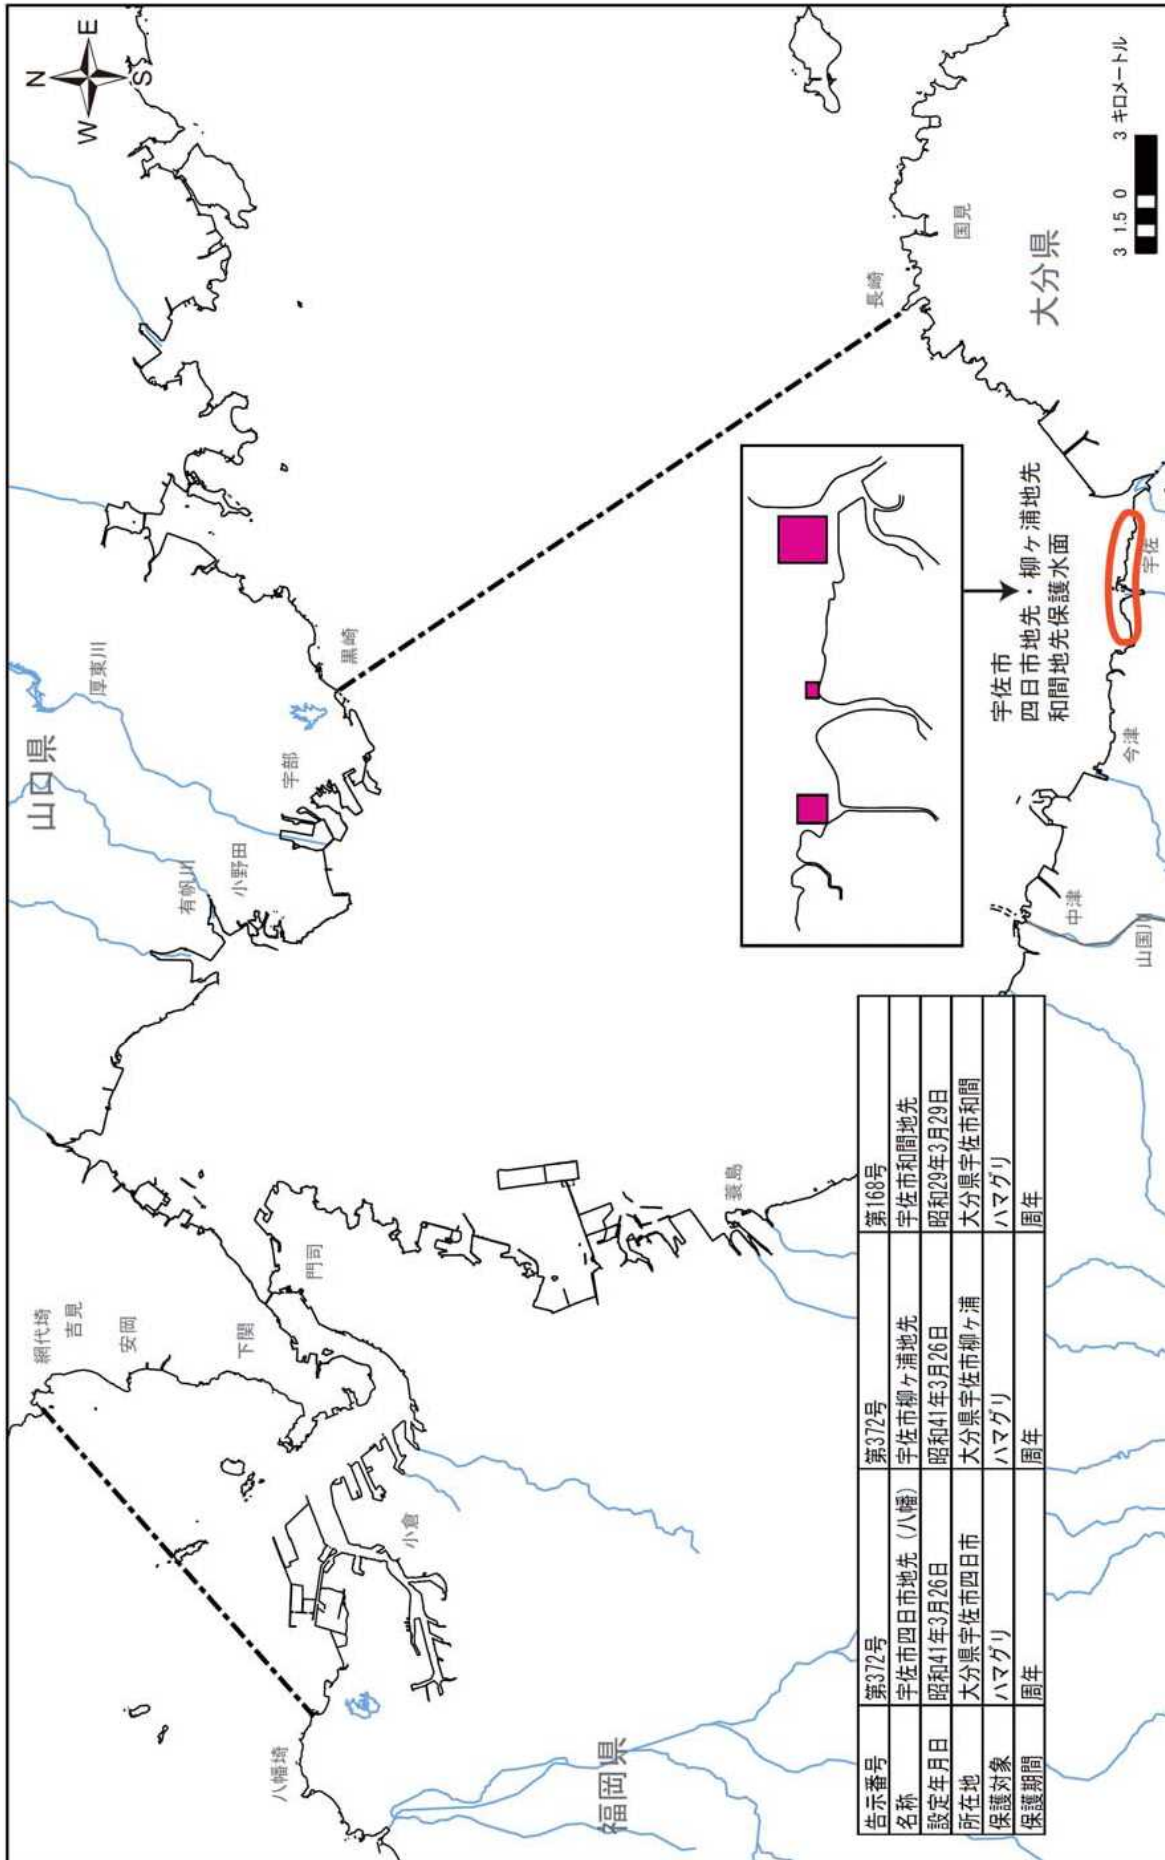 N
W
E
S
山口県
厚東川
有帆川
小野田
宇部
黒崎
網代埼
吉見
安岡
下関
門司
小倉
八幡埼
福岡県
蓑島
長崎
国見
大分県
宇佐
今津
中津
山国川
宇佐市
四日市地先・柳ヶ浦地先
和間地先保護水面
3 1.5 0 3 キロメートル
告示番号 第372号 第372号 第168号
名称 宇佐市四日市地先（八幡） 宇佐市柳ヶ浦地先 宇佐市和間地先
設定年月日 昭和41年3月26日 昭和41年3月26日 昭和29年3月29日
所在地 大分県宇佐市四日市 大分県宇佐市柳ヶ浦 大分県宇佐市和間
保護対象 ハマグリ ハマグリ ハマグリ
保護期間 周年 周年 周年